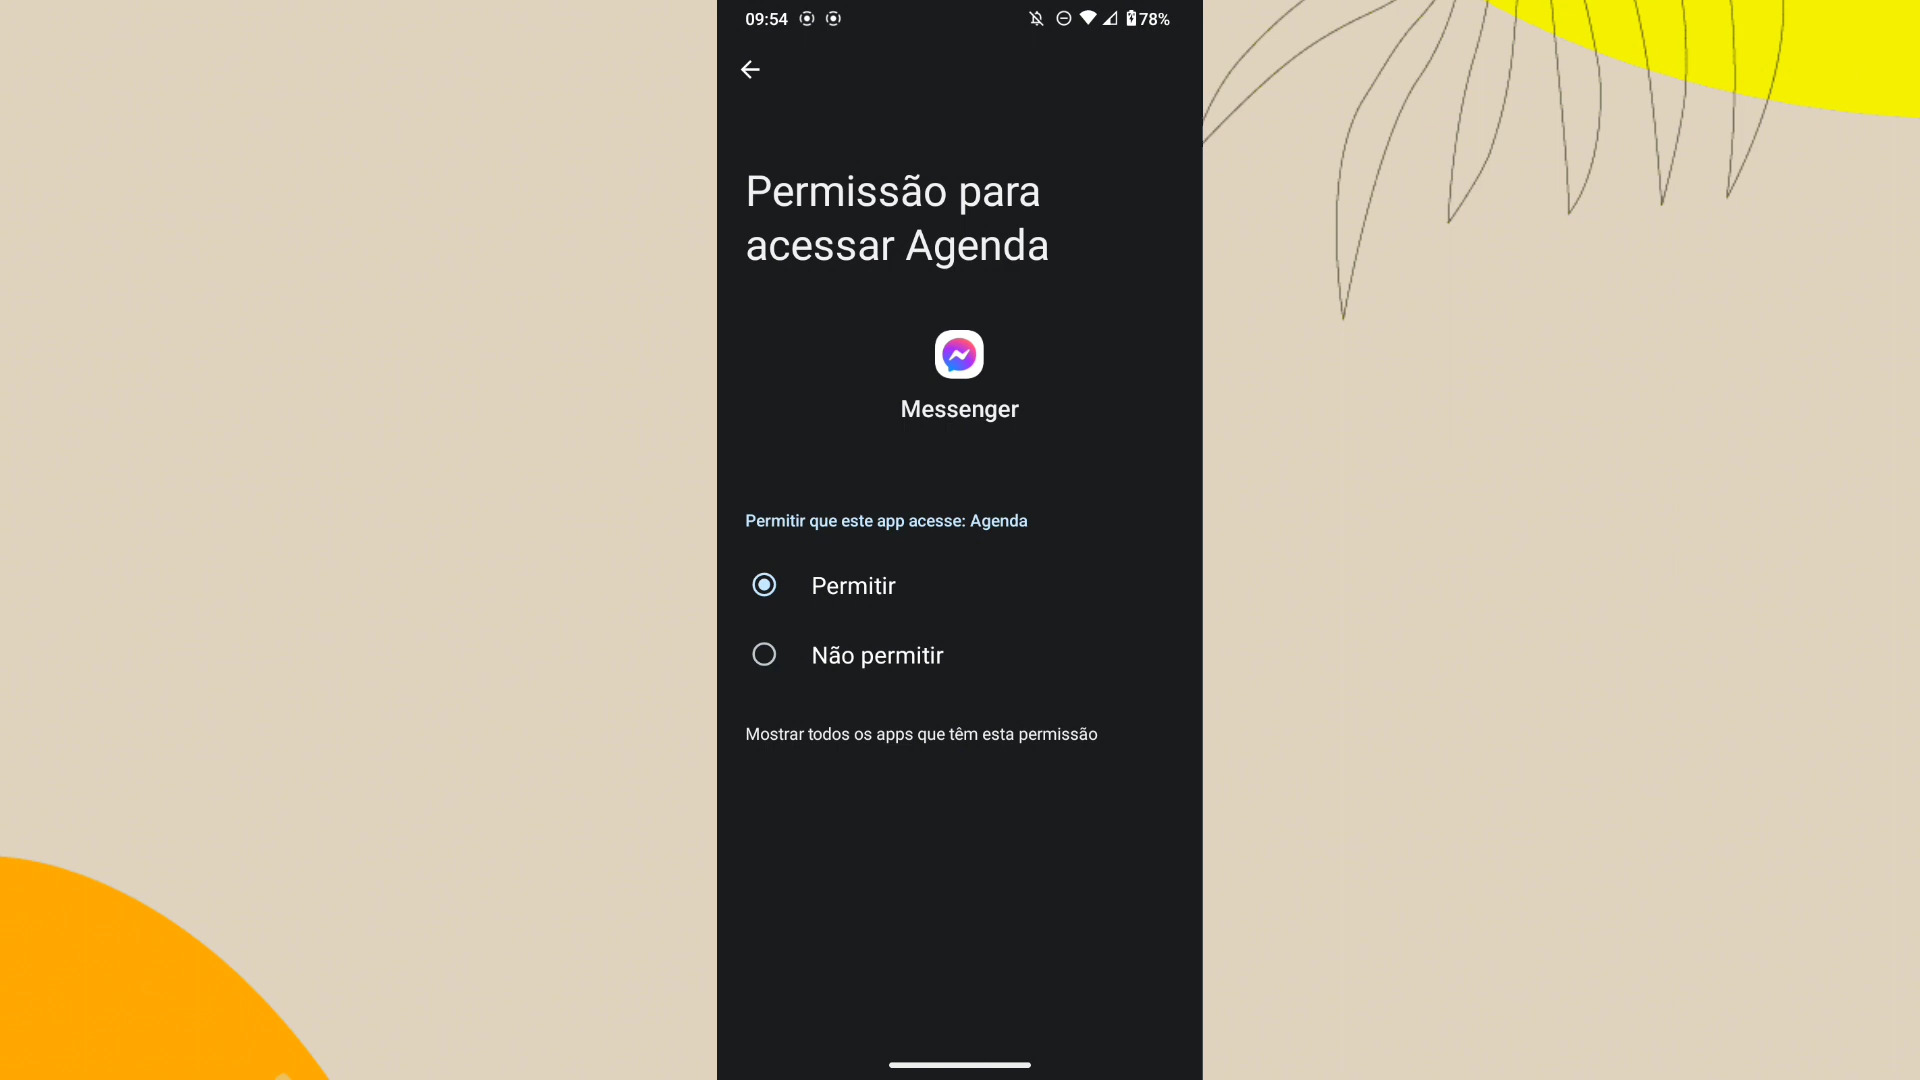 09:54
78%
Permissão para
acessar Agenda
Messenger
Permitir que este app acesse: Agenda
Permitir
Não permitir
Mostrar todos os apps que têm esta permissão